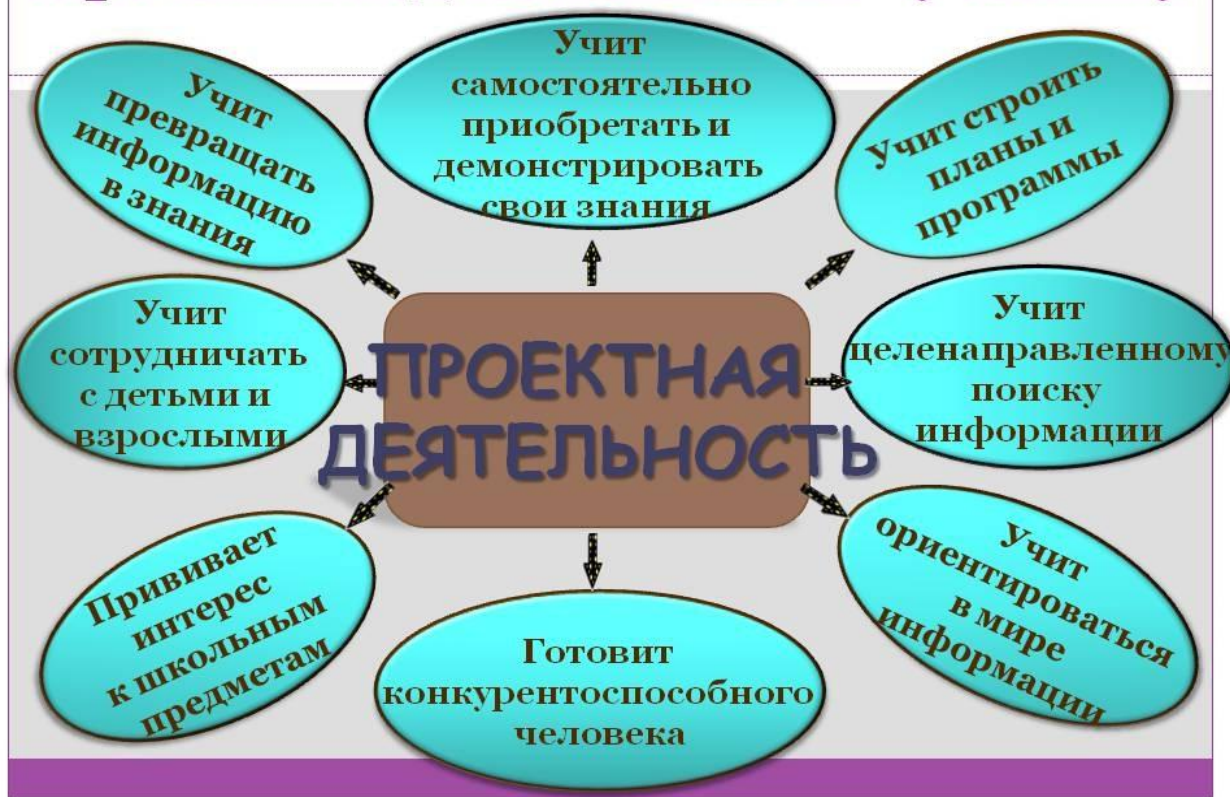 Учит
превращать
информацию
в знания
Учит
самостоятельно
приобретать и
демонстрировать
свои знания
Учит строить
планы и
программы
Учит
сотрудничать
с детьми и
взрослыми
ПРОЕКТНАЯ
ДЕЯТЕЛЬНОСТЬ
Учит
целенаправленному
поиску
информации
Прививает
интерес
к школьным
предметам
Готовит
конкурентоспособного
человека
Учит
ориентироваться
в мире
информации